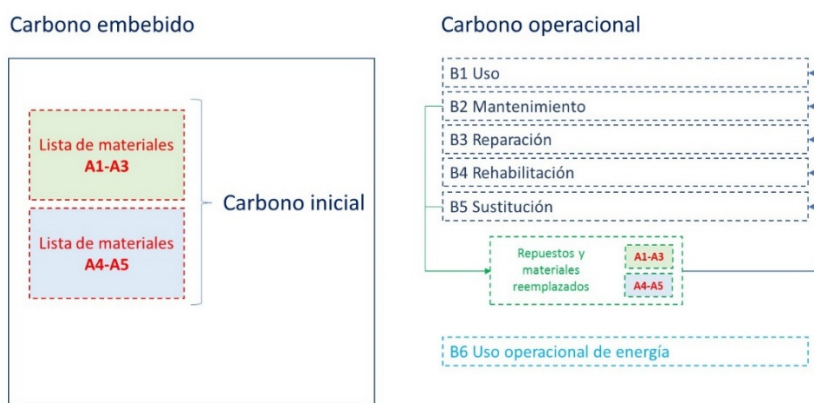 Carbono embebido
Lista de materiales
A1-A3
Lista de materiales
A4-A5
Carbono inicial
Carbono operacional
B1 Uso
B2 Mantenimiento
B3 Reparación
B4 Rehabilitación
B5 Sustitución
Repuestos y
materiales
reemplazados
A1-A3
A4-A5
B6 Uso operacional de energía